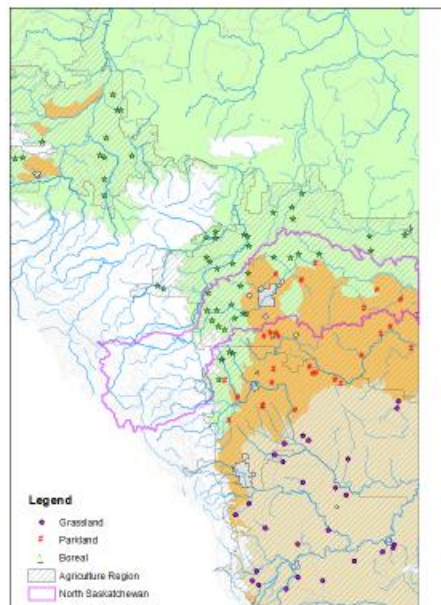 Legend
Grassland
Parkland
Boreal
Agriculture Region
North Saskatchewan